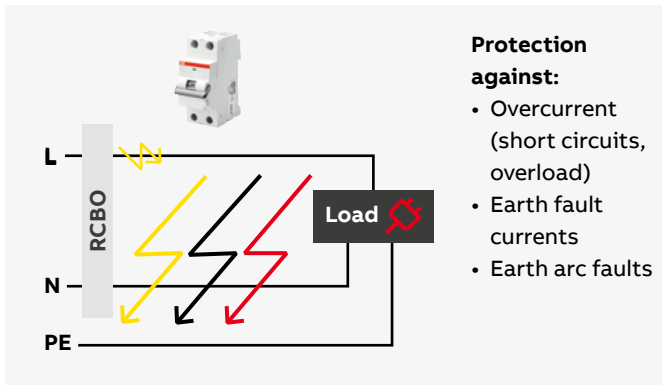 Protection
against:
• Overcurrent
(short circuits,
overload)
• Earth fault
currents
• Earth arc faults
L
RCBO
Load
N
PE